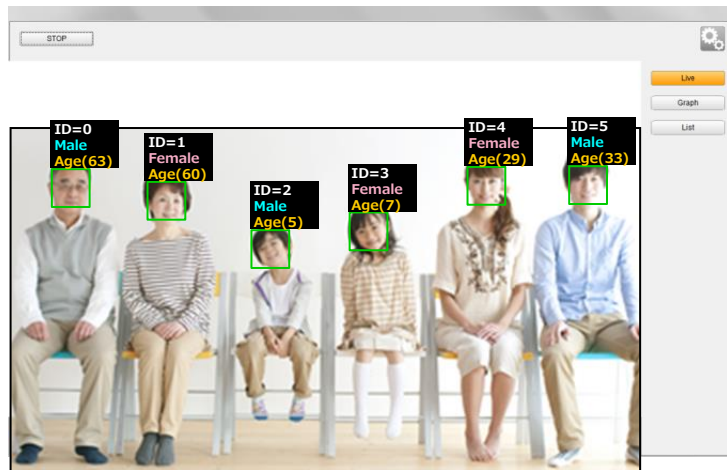 STOP
Live
Graph
List
ID=0
Male
Age(63)
ID=1
Female
Age(60)
ID=2
Male
Age(5)
ID=3
Female
Age(7)
ID=4
Female
Age(29)
ID=5
Male
Age(33)